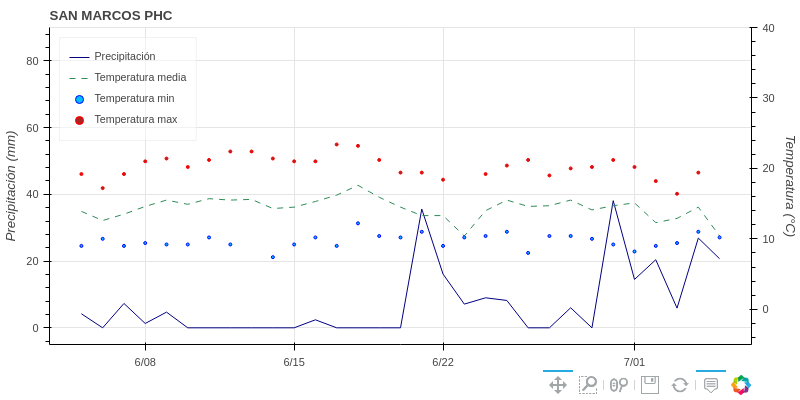 SAN MARCOS PHC
Precipitación
Temperatura media
Temperatura min
Temperatura max
Precipitación (mm)
80
60
40
20
0
Temperatura (°C)
40
30
20
10
0
6/08
6/15
6/22
7/01